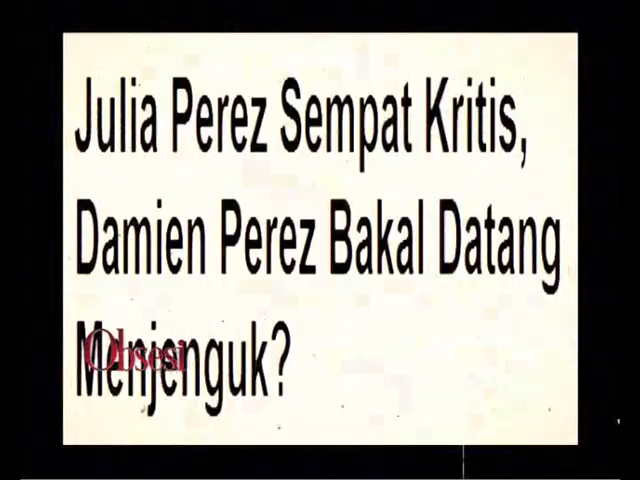 Julia Perez Sempat Kritis,
Damien Perez Bakal Datang
Menjenguk?
Obsesi